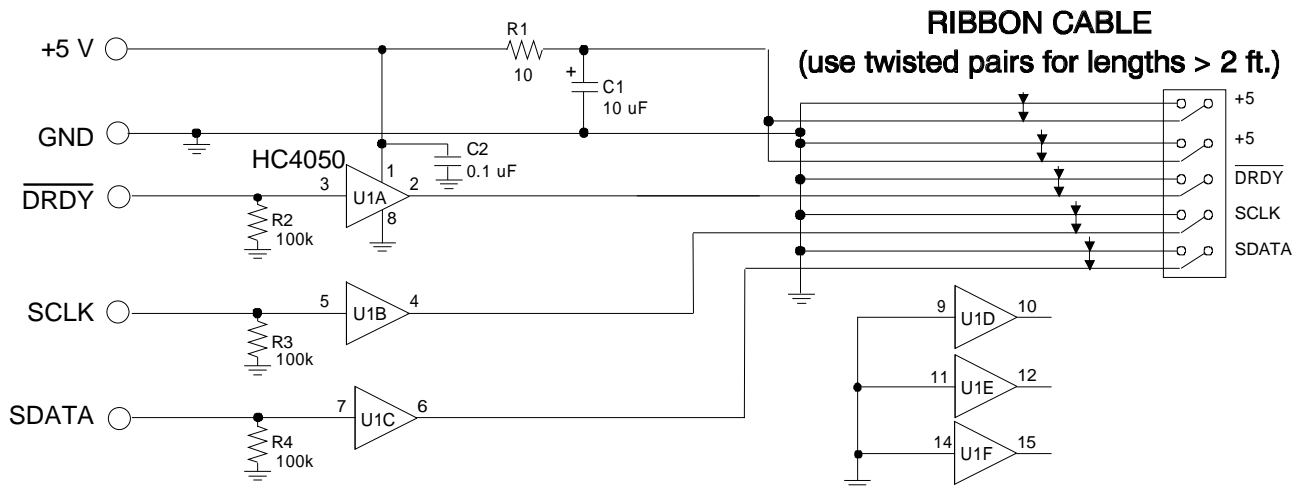 RIBBON CABLE
(use twisted pairs for lengths > 2 ft.)
+5 V
R1
10
+
C1
10 uF
+5
GND
+5
HC4050
C2
0.1 uF
1
DRDY
3
U1A
2
8
DRDY
R2
100k
SCLK
SDATA
SCLK
5
U1B
4
R3
100k
9
U1D
10
11
U1E
12
SDATA
7
U1C
6
R4
100k
14
U1F
15